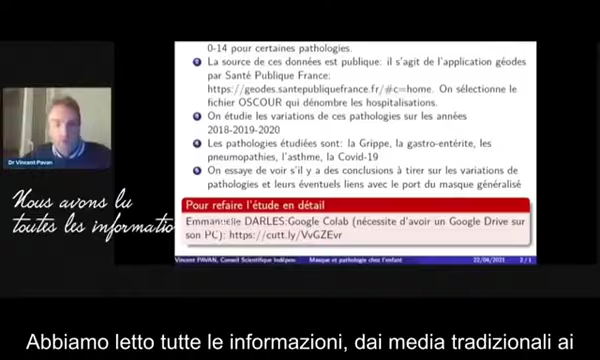 0-14 pour certaines pathologies.
2 La source de ces données est publique: il s'agit de l'application géodes
par Santé Publique France:
https://geodes.santepubliquefrance.fr/#c=home. On sélectionne le
fichier OSCOUR qui dénombre les hospitalisations.
3 On étudie les variations de ces pathologies sur les années
2018-2019-2020
4 Les pathologies étudiées sont: la Grippe, la gastro-entérite, les
pneumopathies, l'asthme, la Covid-19
5 On essaye de voir s'il y a des conclusions à tirer sur les variations de
pathologies et leurs éventuels liens avec le port du masque généralisé
Pour refaire l'étude en détail
Emmanuelle DARLES:Google Colab (nécessite d'avoir un Google Drive sur
son PC): https://cutt.ly/VvGZEvr
Vincent PAVAN, Conseil Scientifique Indépen
Masque et pathologie chez l'enfant
22/04/2021
2/1
Dr Vincent Pavan
Nous avons lu
toutes les informatio
Abbiamo letto tutte le informazioni, dai media tradizionali ai